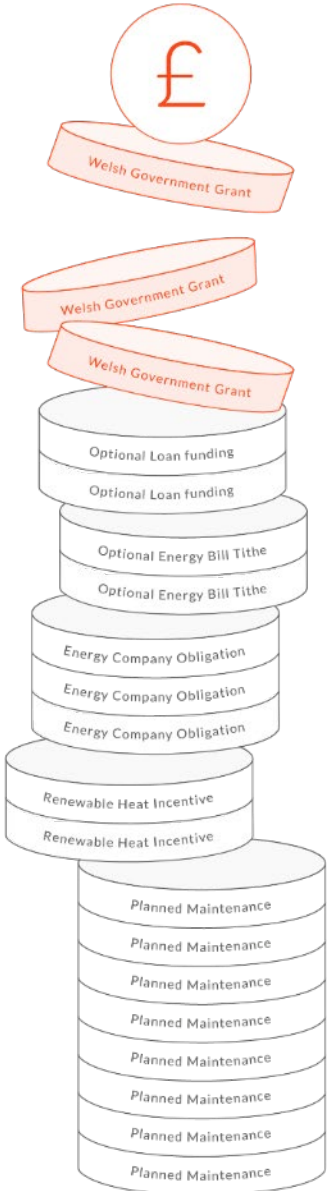 £
Welsh Government Grant
Welsh Government Grant
Welsh Government Grant
Optional Loan funding
Optional Loan funding
Optional Energy Bill Tithe
Optional Energy Bill Tithe
Energy Company Obligation
Energy Company Obligation
Energy Company Obligation
Renewable Heat Incentive
Renewable Heat Incentive
Planned Maintenance
Planned Maintenance
Planned Maintenance
Planned Maintenance
Planned Maintenance
Planned Maintenance
Planned Maintenance
Planned Maintenance